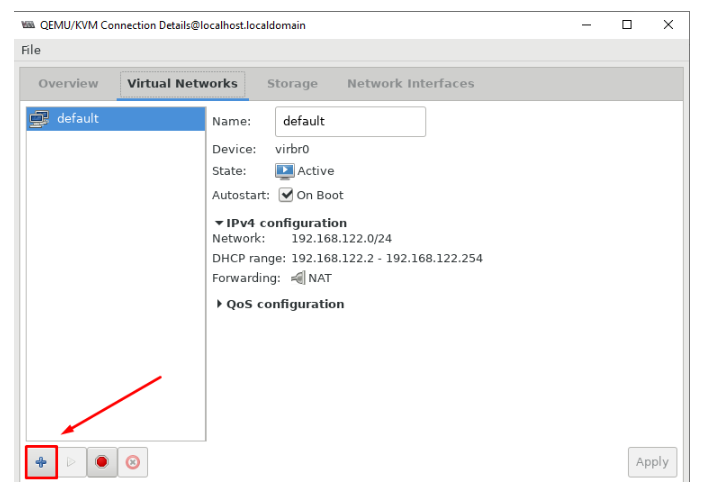 QEMU/KVM Connection Details@localhost.localdomain
File
Overview Virtual Networks Storage Network Interfaces
default
Name: default
Device: virbr0
State: Active
Autostart: On Boot
IPv4 configuration
Network: 192.168.122.0/24
DHCP range: 192.168.122.2 - 192.168.122.254
Forwarding: NAT
QoS configuration
Apply